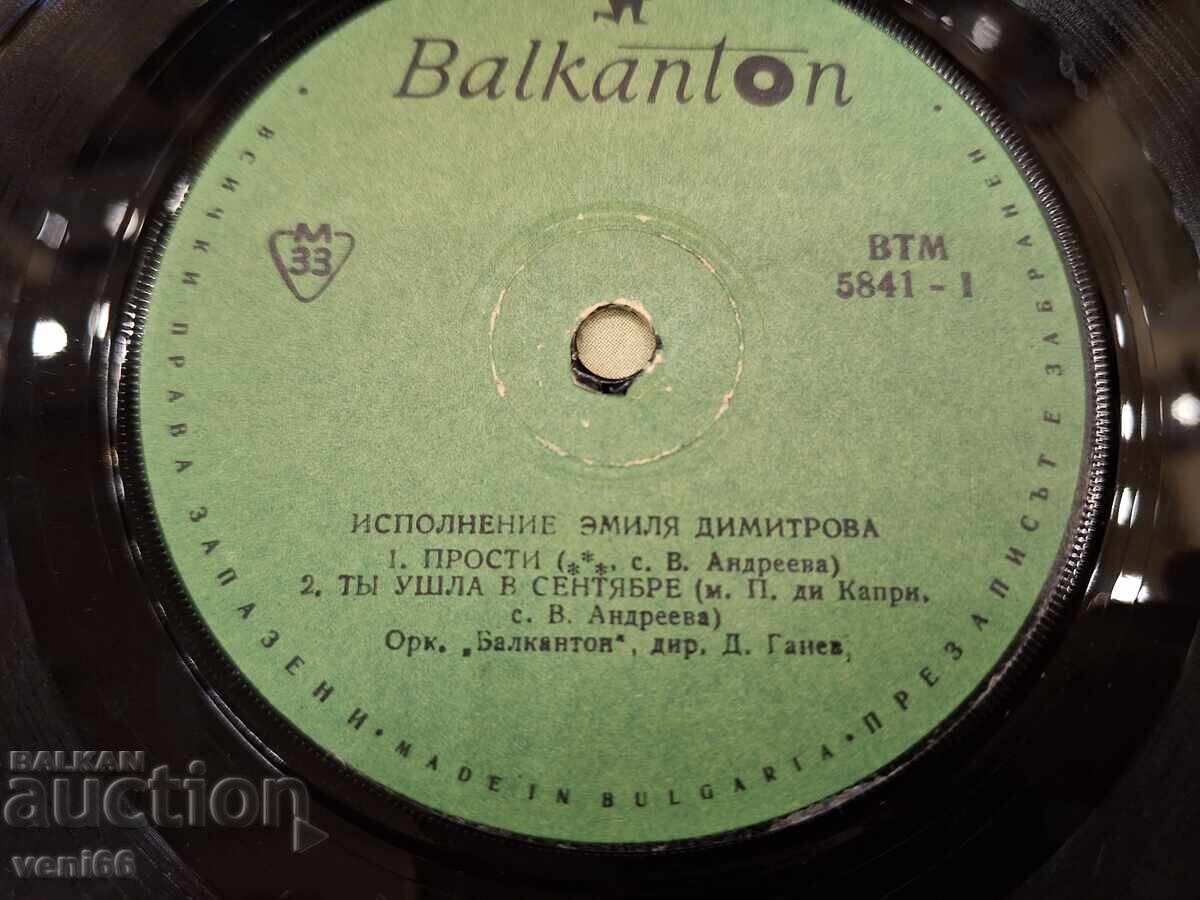 Balkanton
М
33
ВТМ
5841 - I
ИСПОЛНЕНИЕ ЭМИЛЯ ДИМИТРОВА
1. ПРОСТИ (***, с. В. Андреева)
2. ТЫ УШЛА В СЕНТЯБРЕ (м. П. ди Капри,
с. В. Андреева)
Орк. „Балкантон“, дир. Д. Ганев,
ВСИЧКИ ПРАВА ЗАПАЗЕНИ • MADE IN BULGARIA • ПРЕЗАПИСЪТ Е ЗАБРАНЕН •
BALKAN
auction
veni66